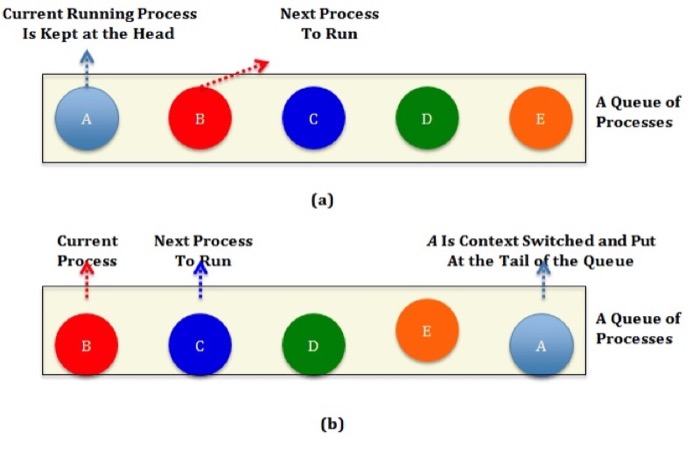 Current Running Process
Is Kept at the Head
Next Process
To Run
A
B
C
D
E
A Queue of
Processes
(a)
Current
Process
Next Process
To Run
A Is Context Switched and Put
At the Tail of the Queue
B
C
D
E
A
A Queue of
Processes
(b)